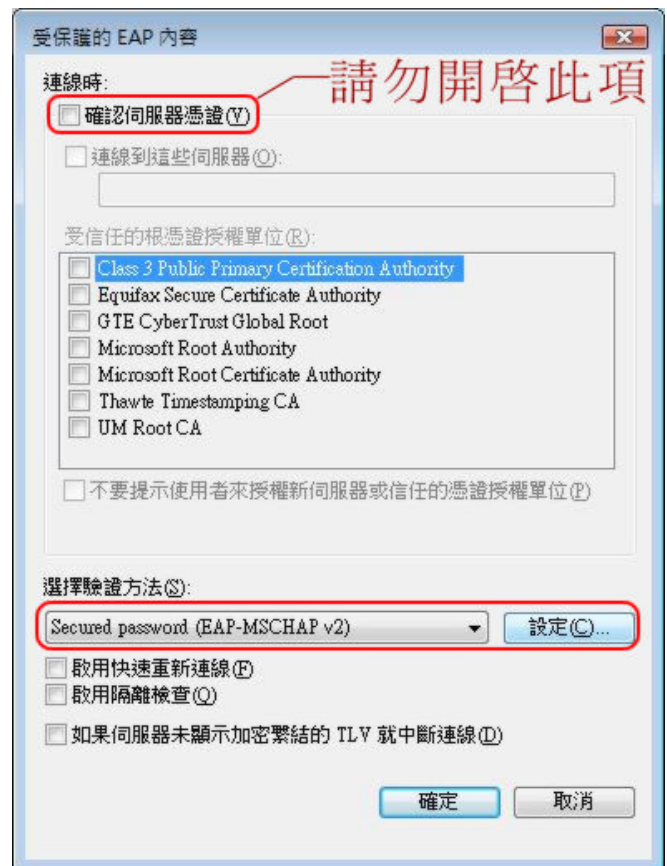 受保護的 EAP 內容
連線時:
請勿開啓此項
確認伺服器憑證(V)
連線到這些伺服器(O):
受信任的根憑證授權單位(R):
Class 3 Public Primary Certification Authority
Equifax Secure Certificate Authority
GTE CyberTrust Global Root
Microsoft Root Authority
Microsoft Root Certificate Authority
Thawte Timestamping CA
UM Root CA
不要提示使用者來授權新伺服器或信任的憑證授權單位(P)
選擇驗證方法(S):
Secured password (EAP-MSCHAP v2)
設定(C)...
啟用快速重新連線(F)
啟用隔離檢查(Q)
如果伺服器未顯示加密繫結的 TLV 就中斷連線(D)
確定
取消